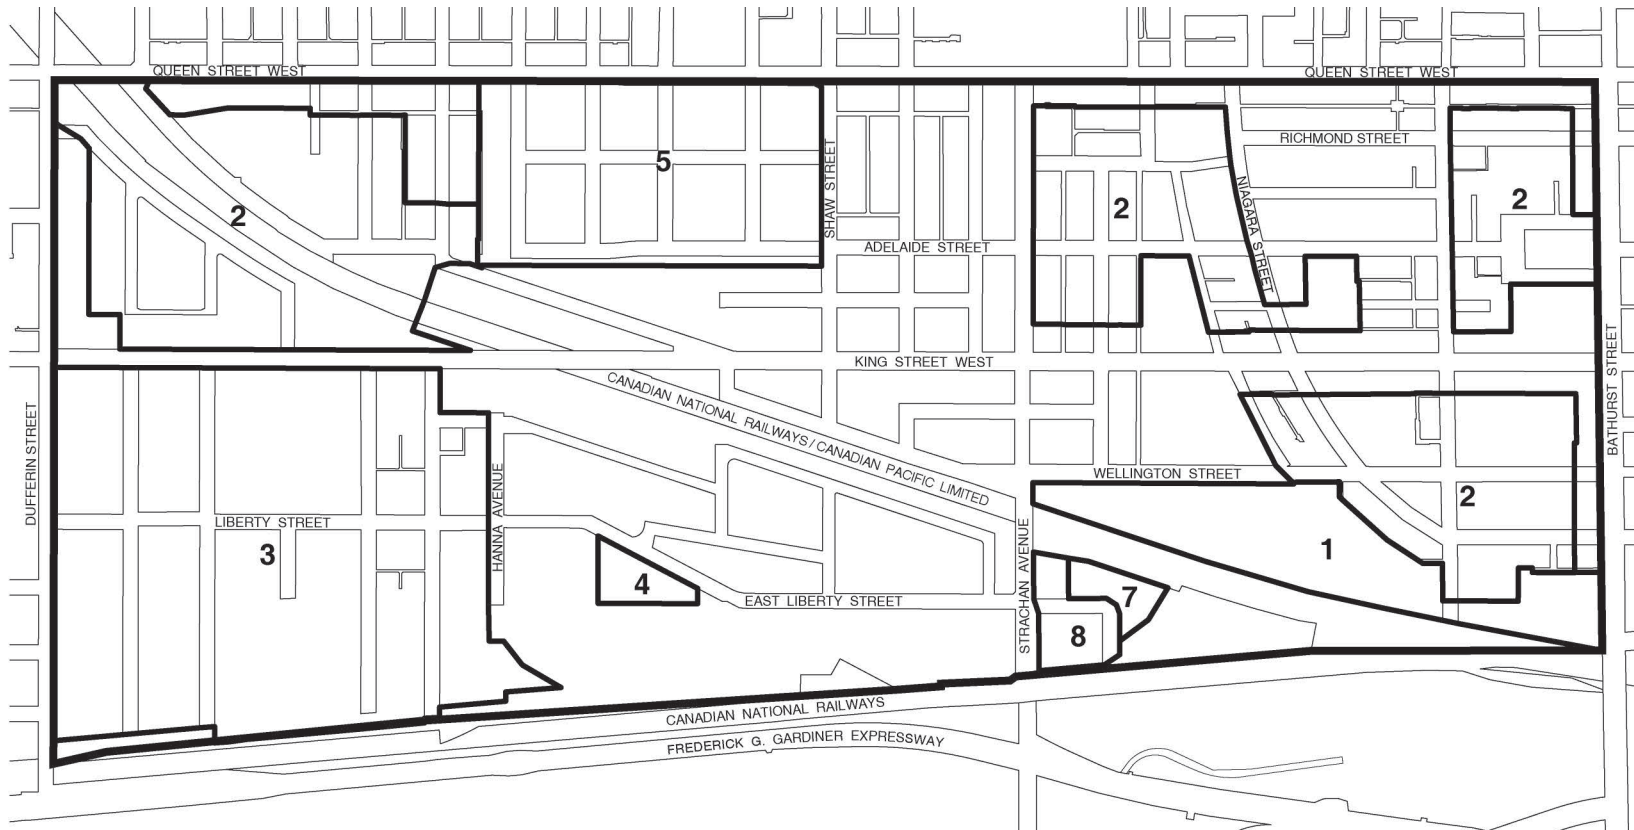 QUEEN STREET WEST
QUEEN STREET WEST
RICHMOND STREET
5
SHAW STREET
NIAGARA STREET
2
2
2
ADELAIDE STREET
KING STREET WEST
BATHURST STREET
CANADIAN NATIONAL RAILWAYS / CANADIAN PACIFIC LIMITED
DUFFERIN STREET
WELLINGTON STREET
HANNA AVENUE
2
LIBERTY STREET
3
STRACHAN AVENUE
1
4
EAST LIBERTY STREET
7
8
CANADIAN NATIONAL RAILWAYS
FREDERICK G. GARDINER EXPRESSWAY